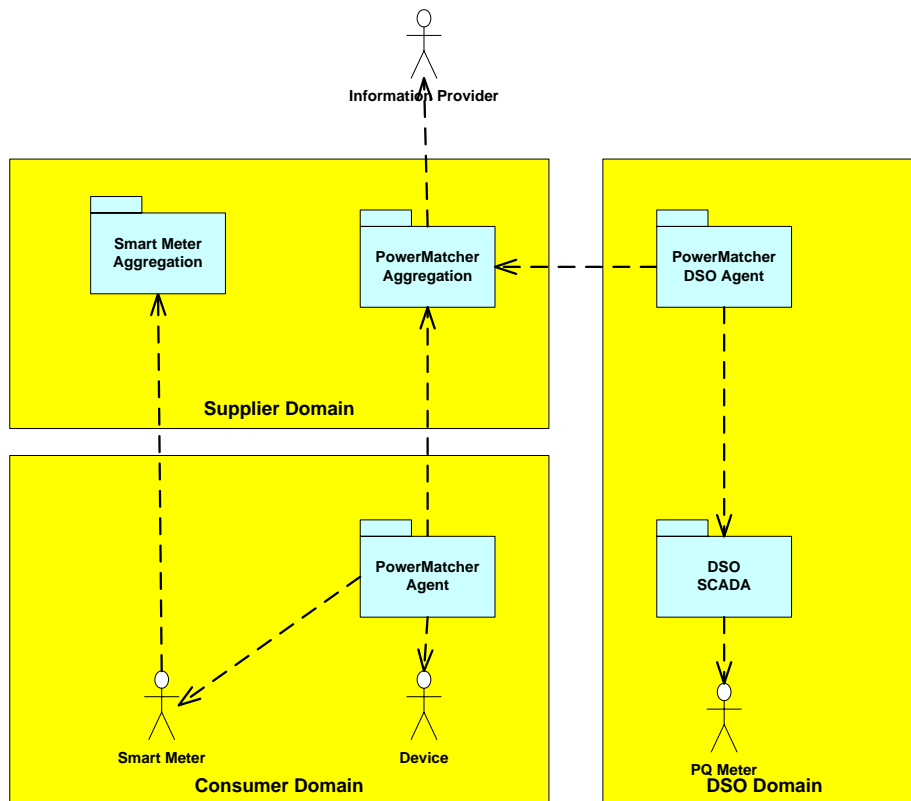 Information Provider
Smart Meter
Aggregation
PowerMatcher
Aggregation
PowerMatcher
DSO Agent
Supplier Domain
PowerMatcher
Agent
DSO
SCADA
Smart Meter
Device
PQ Meter
Consumer Domain
DSO Domain